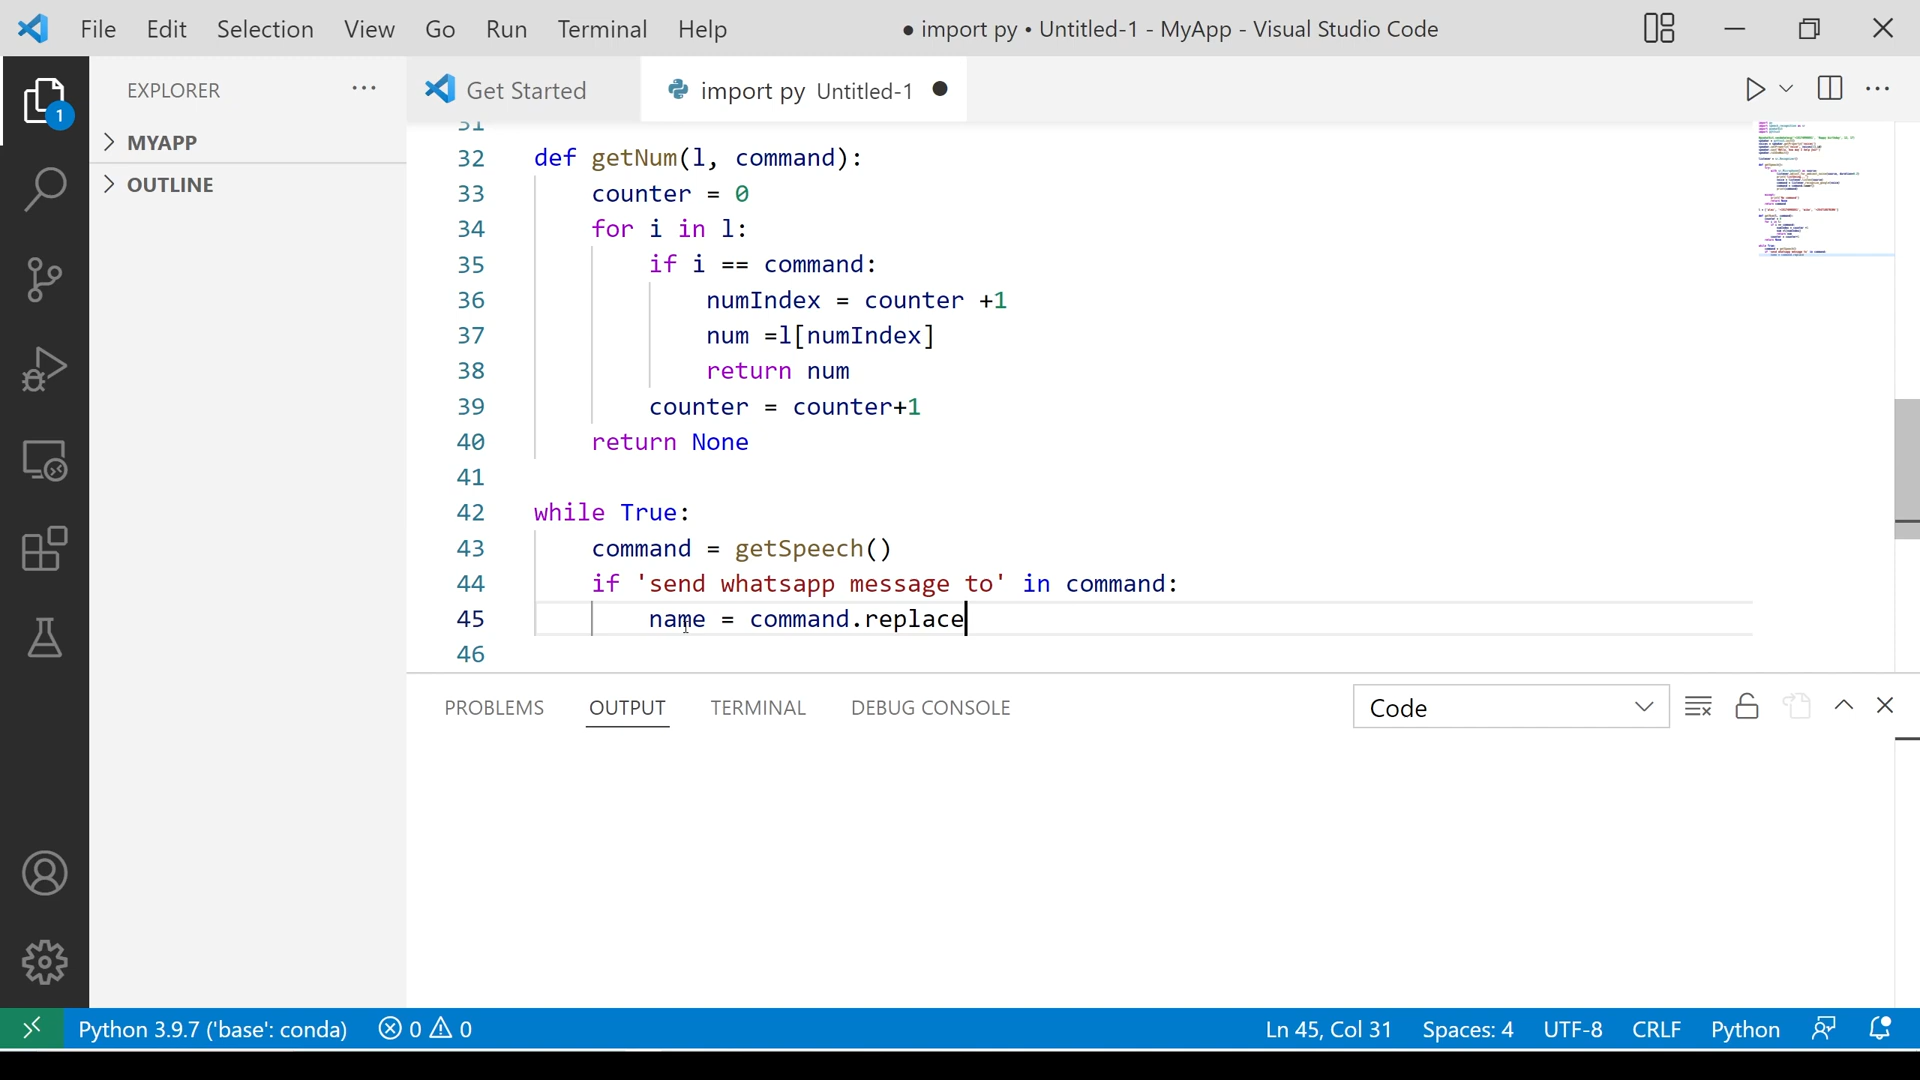 File Edit Selection View Go Run Terminal Help
● import py • Untitled-1 - MyApp - Visual Studio Code
1
EXPLORER
MYAPP
OUTLINE
Get Started
import py Untitled-1
31
32 def getNum(l, command):
33 counter = 0
34 for i in l:
35 if i == command:
36 numIndex = counter +1
37 num =l[numIndex]
38 return num
39 counter = counter+1
40 return None
41
42 while True:
43 command = getSpeech()
44 if 'send whatsapp message to' in command:
45 name = command.replace
46
PROBLEMS OUTPUT TERMINAL DEBUG CONSOLE
Code
Python 3.9.7 ('base': conda) 0 0
Ln 45, Col 31 Spaces: 4 UTF-8 CRLF Python